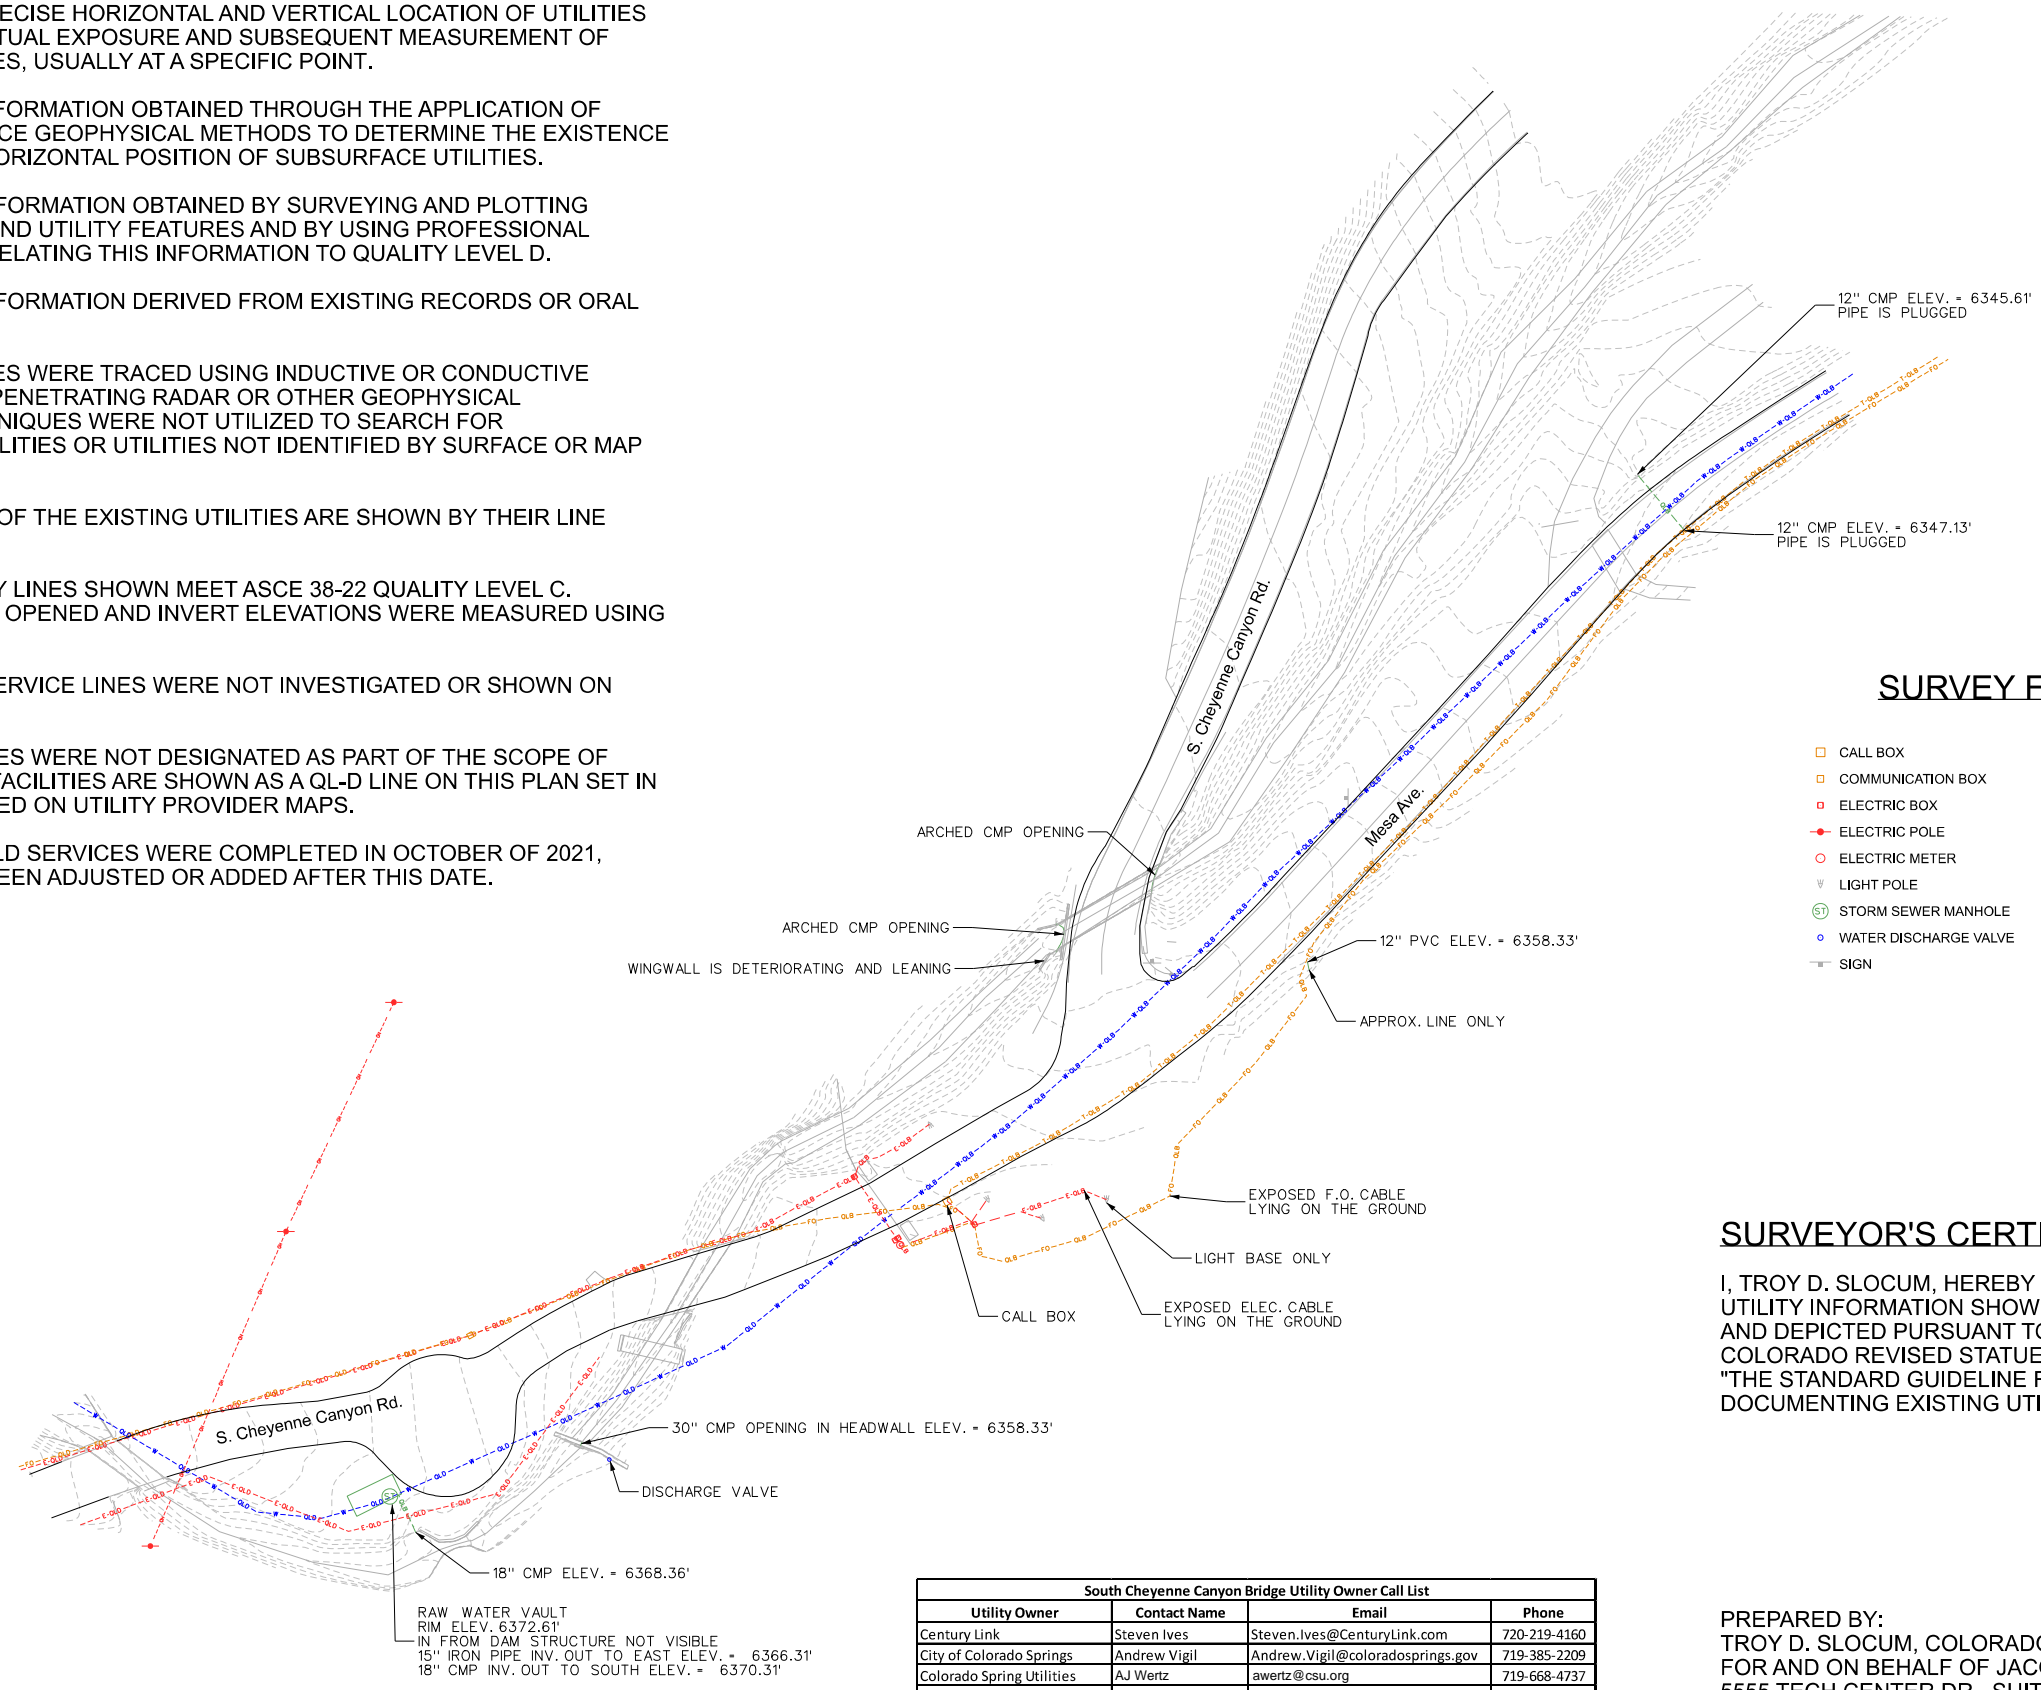 ECISE HORIZONTAL AND VERTICAL LOCATION OF UTILITIES
TUAL EXPOSURE AND SUBSEQUENT MEASUREMENT OF
ES, USUALLY AT A SPECIFIC POINT.
FORMATION OBTAINED THROUGH THE APPLICATION OF
CE GEOPHYSICAL METHODS TO DETERMINE THE EXISTENCE
ORIZONTAL POSITION OF SUBSURFACE UTILITIES.
FORMATION OBTAINED BY SURVEYING AND PLOTTING
ND UTILITY FEATURES AND BY USING PROFESSIONAL
ELATING THIS INFORMATION TO QUALITY LEVEL D.
FORMATION DERIVED FROM EXISTING RECORDS OR ORAL
ES WERE TRACED USING INDUCTIVE OR CONDUCTIVE
PENETRATING RADAR OR OTHER GEOPHYSICAL
NIQUES WERE NOT UTILIZED TO SEARCH FOR
LITIES OR UTILITIES NOT IDENTIFIED BY SURFACE OR MAP
OF THE EXISTING UTILITIES ARE SHOWN BY THEIR LINE
Y LINES SHOWN MEET ASCE 38-22 QUALITY LEVEL C.
OPENED AND INVERT ELEVATIONS WERE MEASURED USING
ERVICE LINES WERE NOT INVESTIGATED OR SHOWN ON
ES WERE NOT DESIGNATED AS PART OF THE SCOPE OF
FACILITIES ARE SHOWN AS A QL-D LINE ON THIS PLAN SET IN
ED ON UTILITY PROVIDER MAPS.
LD SERVICES WERE COMPLETED IN OCTOBER OF 2021,
EEN ADJUSTED OR ADDED AFTER THIS DATE.
12" CMP ELEV. = 6345.61'
PIPE IS PLUGGED
12" CMP ELEV. = 6347.13'
PIPE IS PLUGGED
S. Cheyenne Canyon Rd.
Mesa Ave.
ARCHED CMP OPENING
ARCHED CMP OPENING
WINGWALL IS DETERIORATING AND LEANING
12" PVC ELEV. = 6358.33'
APPROX. LINE ONLY
EXPOSED F.O. CABLE
LYING ON THE GROUND
LIGHT BASE ONLY
EXPOSED ELEC. CABLE
LYING ON THE GROUND
CALL BOX
S. Cheyenne Canyon Rd.
30" CMP OPENING IN HEADWALL ELEV. = 6358.33'
DISCHARGE VALVE
18" CMP ELEV. = 6368.36'
RAW WATER VAULT
RIM ELEV. 6372.61'
IN FROM DAM STRUCTURE NOT VISIBLE
15" IRON PIPE INV. OUT TO EAST ELEV. = 6366.31'
18" CMP INV. OUT TO SOUTH ELEV. = 6370.31'
SURVEY F
CALL BOX
COMMUNICATION BOX
ELECTRIC BOX
ELECTRIC POLE
ELECTRIC METER
LIGHT POLE
ST STORM SEWER MANHOLE
WATER DISCHARGE VALVE
SIGN
SURVEYOR'S CERTI
I, TROY D. SLOCUM, HEREBY
UTILITY INFORMATION SHOW
AND DEPICTED PURSUANT TO
COLORADO REVISED STATUE
"THE STANDARD GUIDELINE F
DOCUMENTING EXISTING UTI
South Cheyenne Canyon Bridge Utility Owner Call List
Utility Owner Contact Name Email Phone
Century Link Steven Ives Steven.Ives@CenturyLink.com 720-219-4160
City of Colorado Springs Andrew Vigil Andrew.Vigil@coloradosprings.gov 719-385-2209
Colorado Spring Utilities AJ Wertz awertz@csu.org 719-668-4737
PREPARED BY:
TROY D. SLOCUM, COLORADO
FOR AND ON BEHALF OF JACO
5555 TECH CENTER DR., SUIT